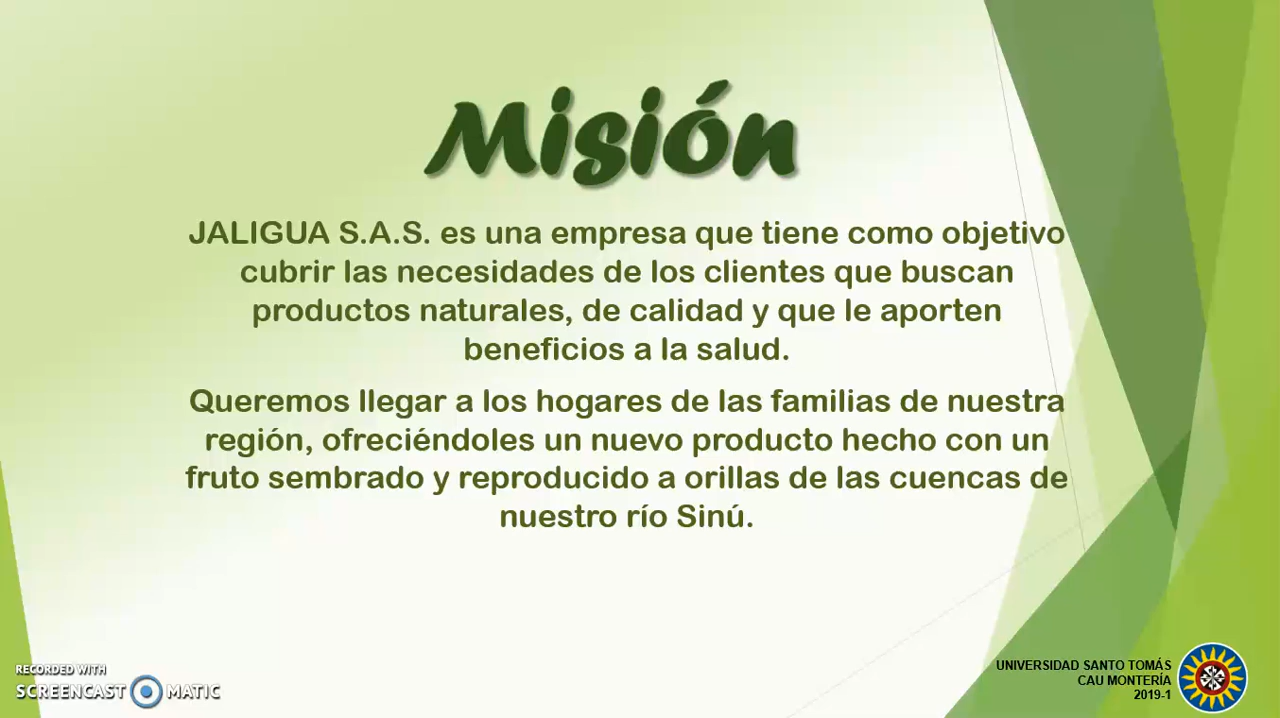 Misión
JALIGUA S.A.S. es una empresa que tiene como objetivo
cubrir las necesidades de los clientes que buscan
productos naturales, de calidad y que le aporten
beneficios a la salud.
Queremos llegar a los hogares de las familias de nuestra
región, ofreciéndoles un nuevo producto hecho con un
fruto sembrado y reproducido a orillas de las cuencas de
nuestro río Sinú.
RECORDED WITH
SCREENCAST MATIC
UNIVERSIDAD SANTO TOMÁS
CAU MONTERÍA
2019-1